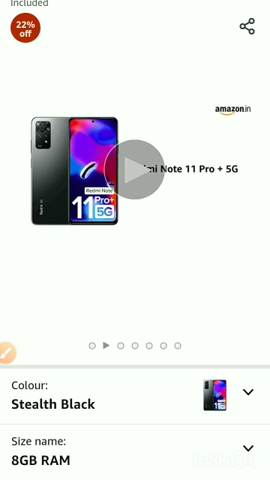 Included
22%
off
amazon.in
mi Note 11 Pro + 5G
Redmi Note
11 Pro+
5G
Redmi
Colour:
Stealth Black
Size name:
8GB RAM